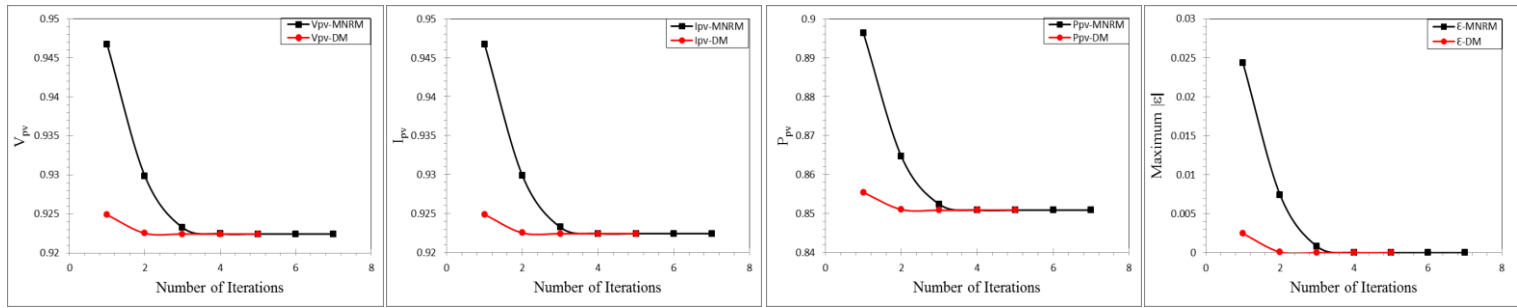 0.95
0.945
0.94
0.935
0.93
0.925
0.92
0 2 4 6 8
V_pv
Number of Iterations
Vpv-MNRM
Vpv-DM
0.95
0.945
0.94
0.935
0.93
0.925
0.92
0 2 4 6 8
I_pv
Number of Iterations
Ipv-MNRM
Ipv-DM
0.9
0.89
0.88
0.87
0.86
0.85
0.84
0 2 4 6 8
P_pv
Number of Iterations
Ppv-MNRM
Ppv-DM
0.03
0.025
0.02
0.015
0.01
0.005
0
0 2 4 6 8
Maximum |ε|
Number of Iterations
Ɛ-MNRM
Ɛ-DM